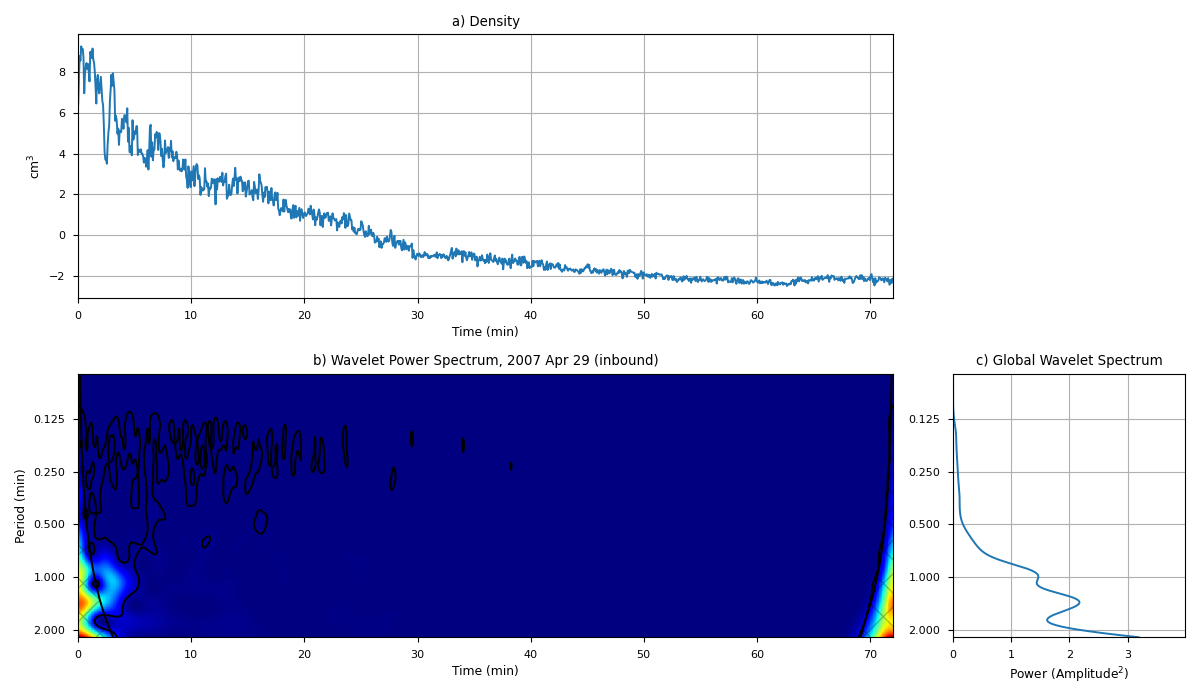 a) Density
8
6
4
2
0
−2
cm³
0 10 20 30 40 50 60 70
Time (min)
b) Wavelet Power Spectrum, 2007 Apr 29 (inbound)
0.125
0.250
0.500
1.000
2.000
Period (min)
0 10 20 30 40 50 60 70
Time (min)
c) Global Wavelet Spectrum
0.125
0.250
0.500
1.000
2.000
0 1 2 3
Power (Amplitude²)